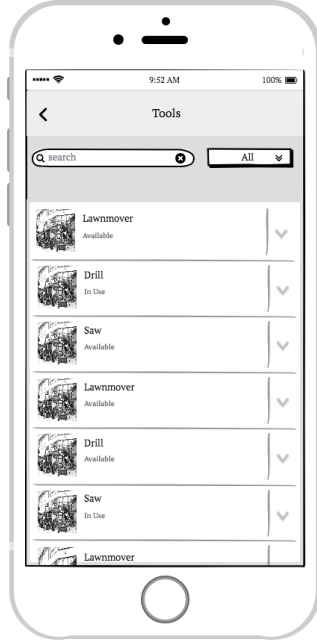 9:52 AM 100%
Tools
search All
Lawnmover
Available
Drill
In Use
Saw
Available
Lawnmover
Available
Drill
Available
Saw
In Use
Lawnmover